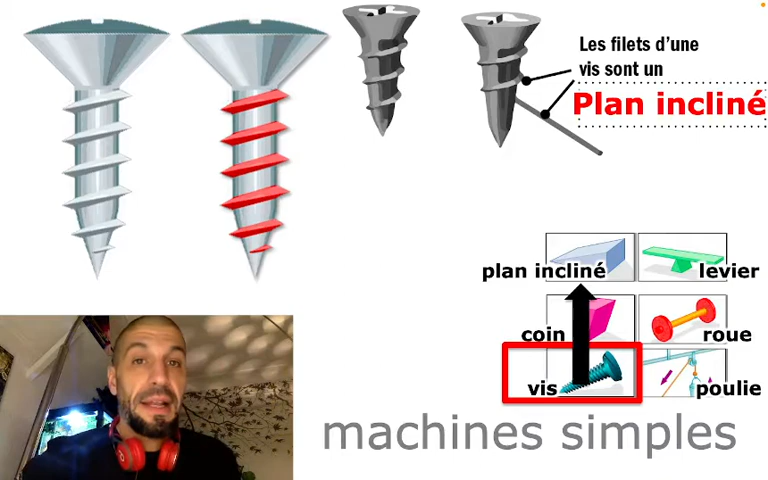 Les filets d'une
vis sont un
Plan incliné
plan incliné
levier
coin
roue
vis
poulie
machines simples